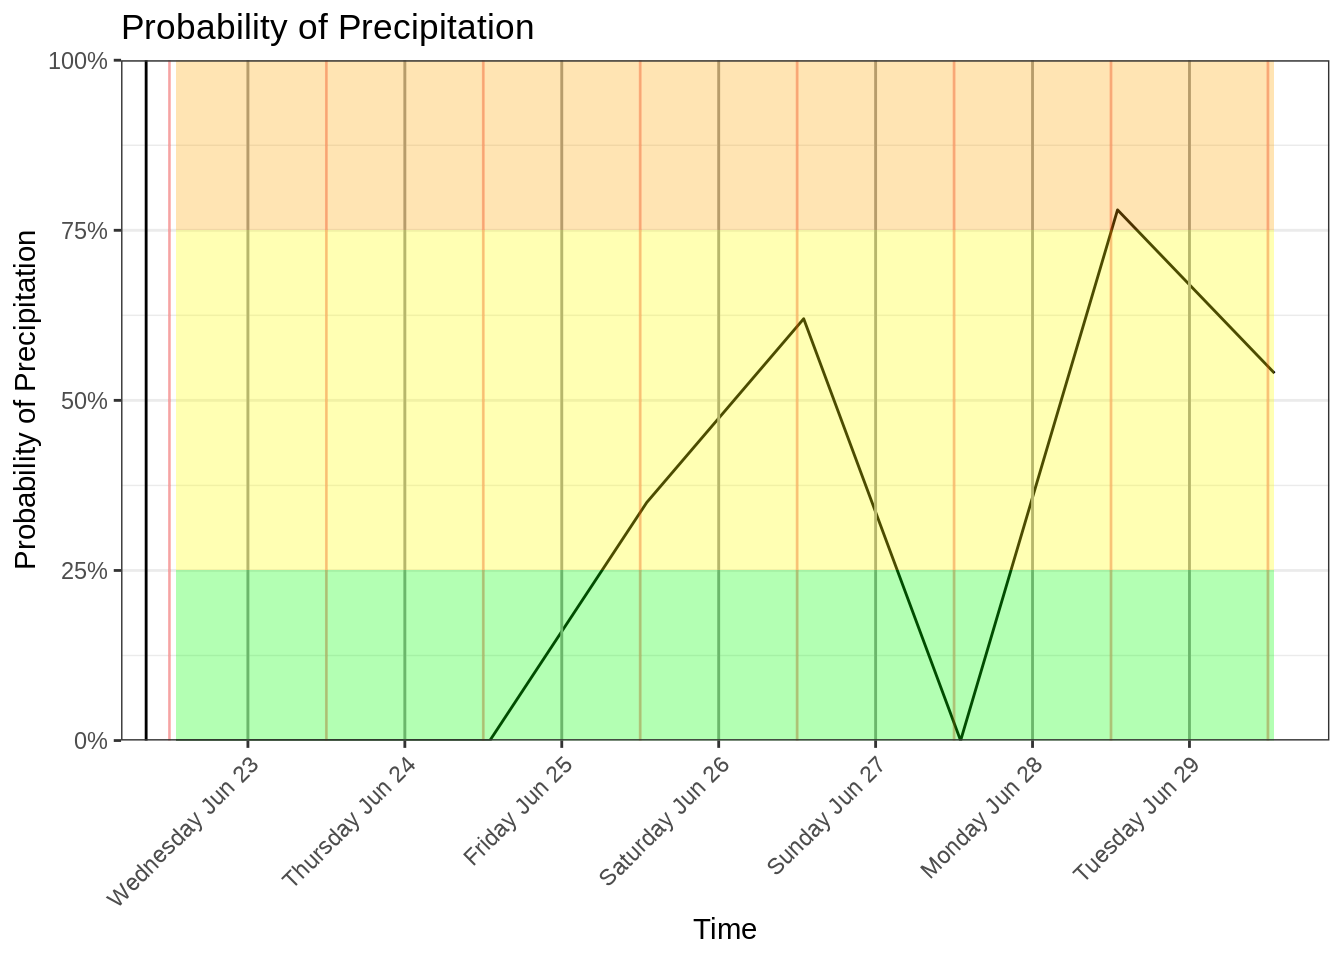 Probability of Precipitation
Probability of Precipitation
100%
75%
50%
25%
0%
Wednesday Jun 23
Thursday Jun 24
Friday Jun 25
Saturday Jun 26
Sunday Jun 27
Monday Jun 28
Tuesday Jun 29
Time